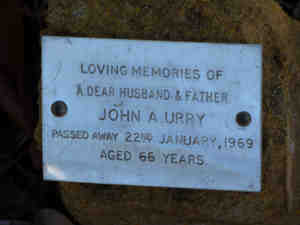 LOVING MEMORIES OF
A DEAR HUSBAND & FATHER
JOHN A URRY
PASSED AWAY 22ND JANUARY, 1969
AGED 66 YEARS